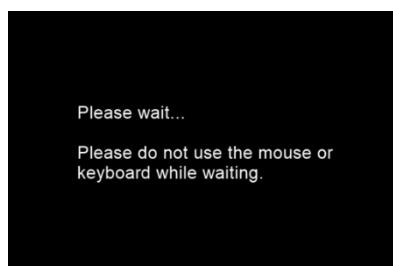 Please wait...
Please do not use the mouse or
keyboard while waiting.